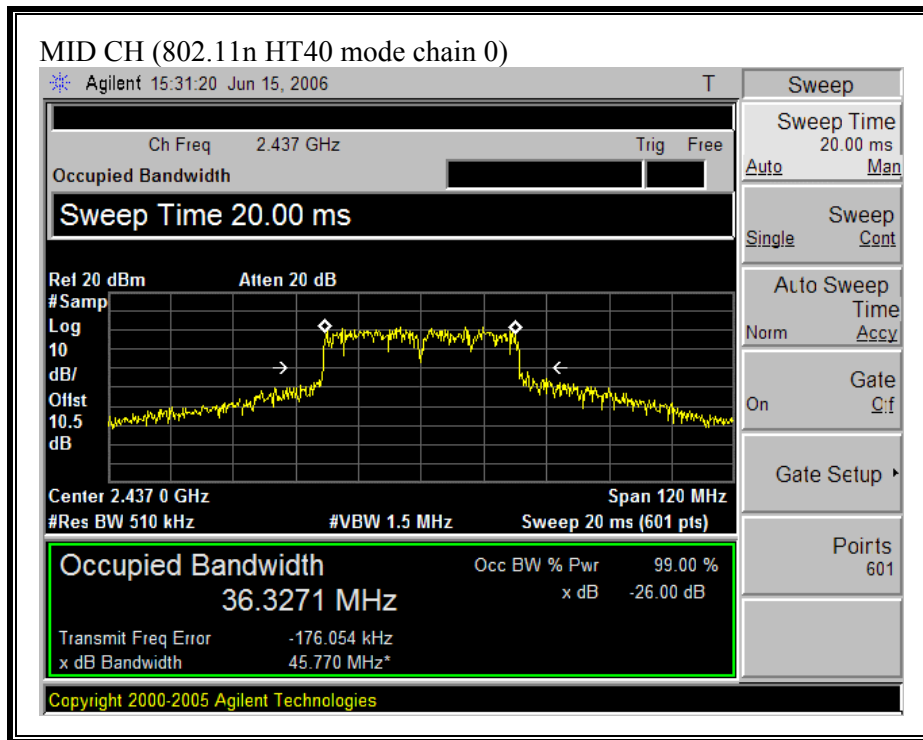 MID CH (802.11n HT40 mode chain 0)
Agilent 15:31:20 Jun 15, 2006 T
Sweep
Ch Freq 2.437 GHz Trig Free
Occupied Bandwidth
Sweep Time 20.00 ms
Sweep Time
20.00 ms
Auto Man
Sweep
Single Cont
Auto Sweep
Time
Norm Accy
Gate
On Off
Gate Setup
Points
601
Ref 20 dBm Atten 20 dB
#Samp
Log
10
dB/
Offst
10.5
dB
Center 2.437 0 GHz Span 120 MHz
#Res BW 510 kHz #VBW 1.5 MHz Sweep 20 ms (601 pts)
Occupied Bandwidth
36.3271 MHz
Occ BW % Pwr 99.00 %
x dB -26.00 dB
Transmit Freq Error -176.054 kHz
x dB Bandwidth 45.770 MHz*
Copyright 2000-2005 Agilent Technologies